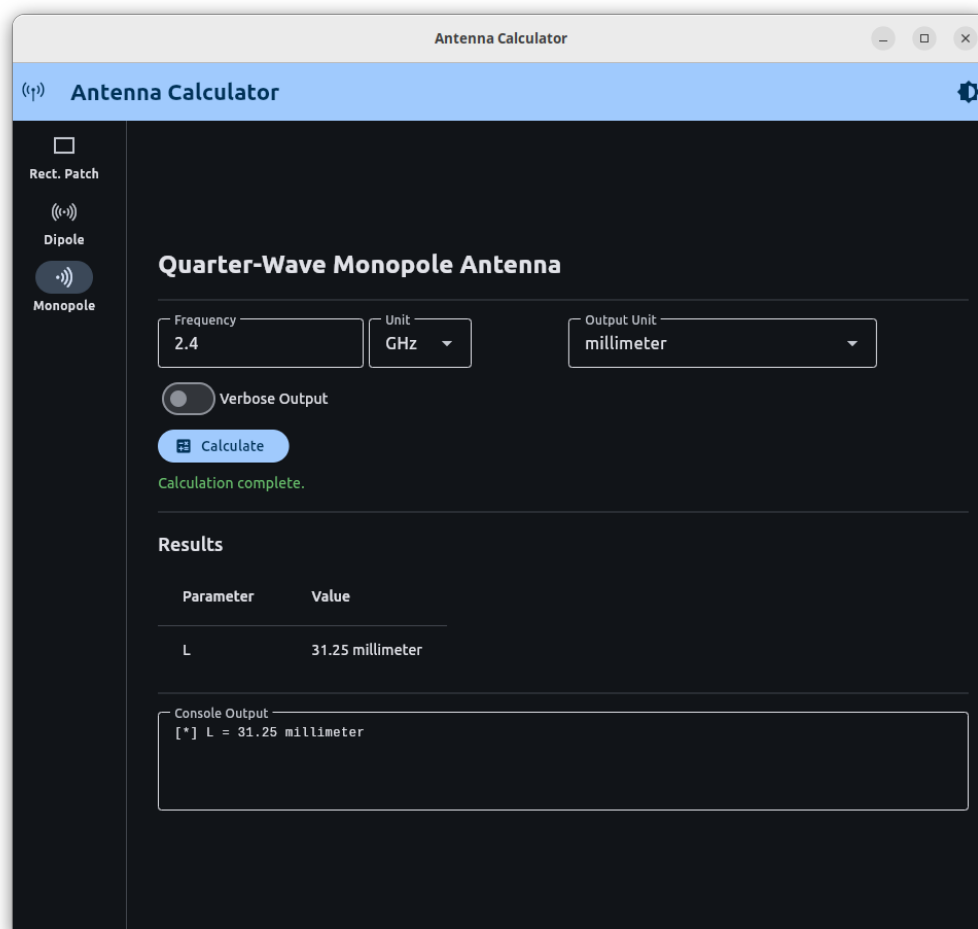 Antenna Calculator
Antenna Calculator
Rect. Patch
Dipole
Monopole
Quarter-Wave Monopole Antenna
Frequency
2.4
Unit
GHz
Output Unit
millimeter
Verbose Output
Calculate
Calculation complete.
Results
Parameter Value
L 31.25 millimeter
Console Output
[*] L = 31.25 millimeter